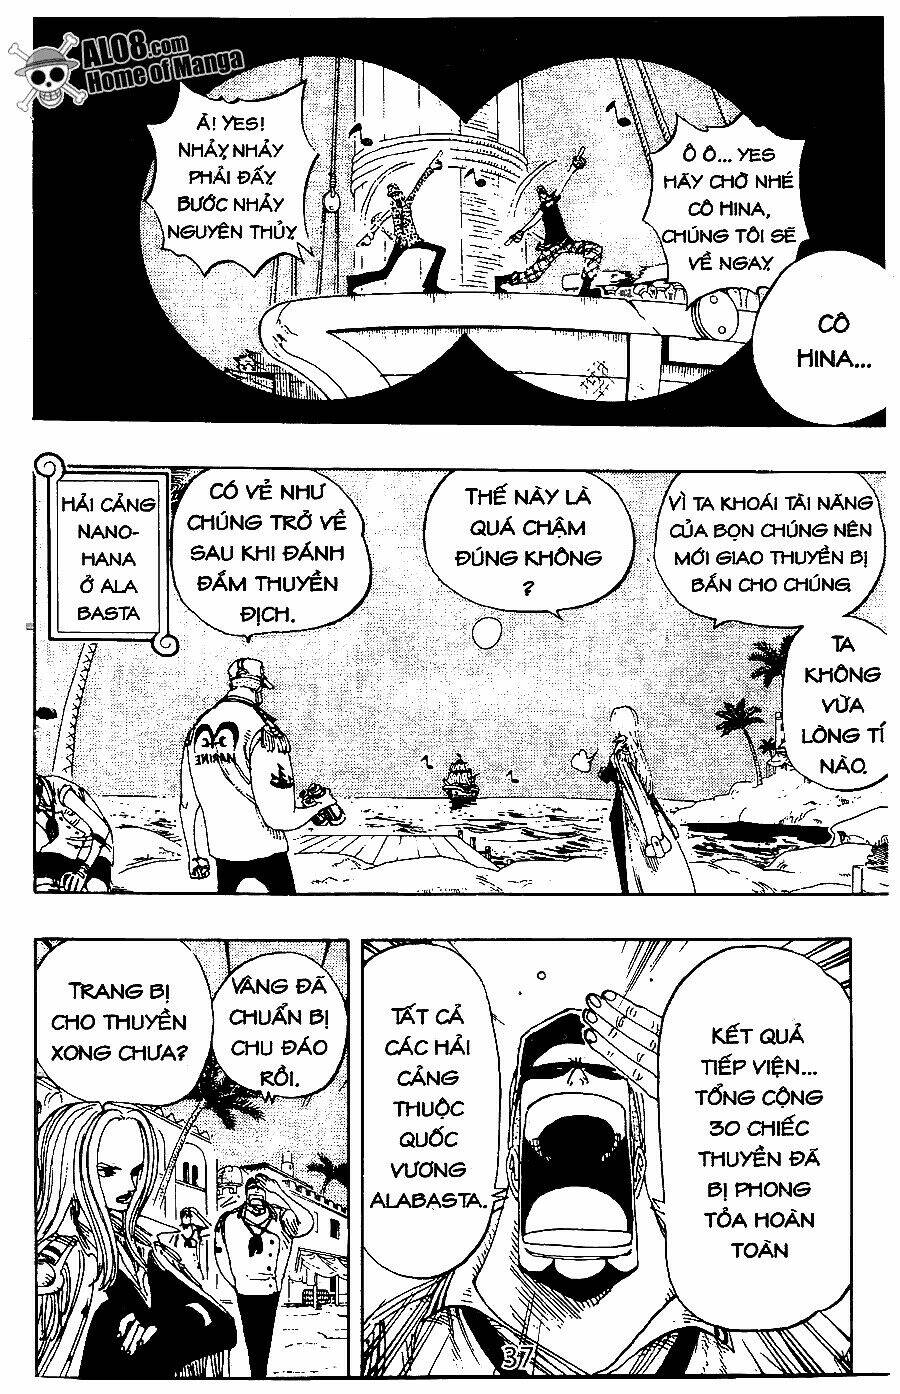 ALO8.com
Home of Manga
Ô Ô... YES
HÃY CHỜ NHÉ
CÔ HINA,
CHÚNG TÔI SẼ
VỀ NGAY.
Ả! YES!
NHẢY, NHẢY
PHẢI ĐẤY.
BƯỚC NHẢY
NGUYÊN THỦY.
CÔ
HINA...
VÌ TA KHOÁI TÀI NĂNG
CỦA BỌN CHÚNG NÊN
MỚI GIAO THUYỀN BỊ
BẮN CHO CHÚNG.
TA
KHÔNG
VỪA
LÒNG TÍ
NÀO.
THẾ NÀY LÀ
QUÁ CHẬM
ĐÚNG KHÔNG
?
CÓ VẺ NHƯ
CHÚNG TRỞ VỀ
SAU KHI ĐÁNH
ĐẮM THUYỀN
ĐỊCH.
HẢI CẢNG
NANO-
HANA
Ở ALA
BASTA
MARINE
KẾT QUẢ
TIẾP VIỆN...
TỔNG CỘNG
30 CHIẾC
THUYỀN ĐÃ
BỊ PHONG
TỎA HOÀN
TOÀN
TẤT CẢ
CÁC HẢI
CẢNG
THUỘC
QUỐC
VƯƠNG
ALABASTA.
VÂNG ĐÃ
CHUẨN BỊ
CHU ĐÁO
RỒI.
TRANG BỊ
CHO THUYỀN
XONG CHƯA?
37